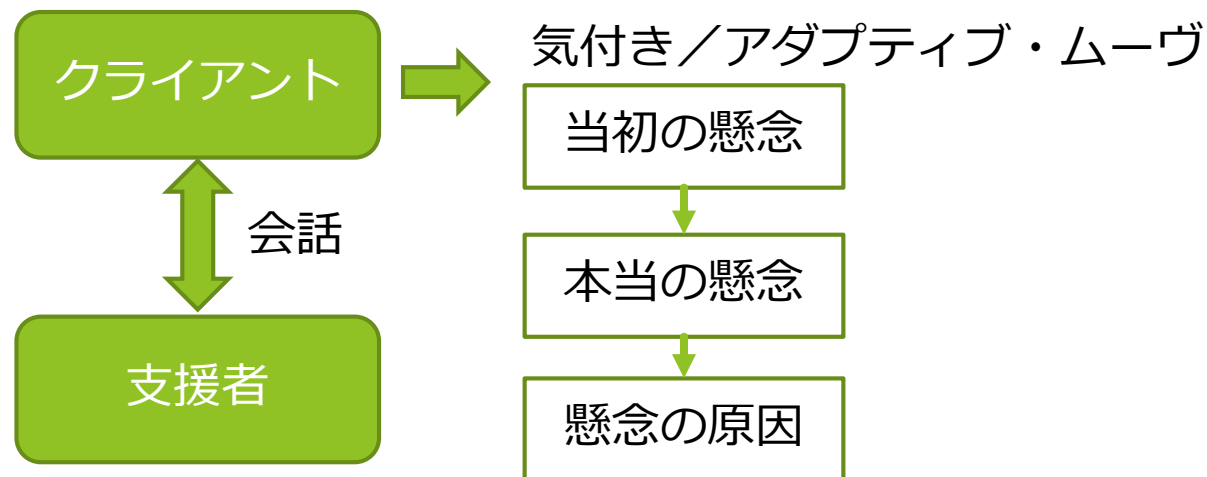 クライアント
気付き／アダプティブ・ムーヴ
当初の懸念
会話
本当の懸念
支援者
懸念の原因